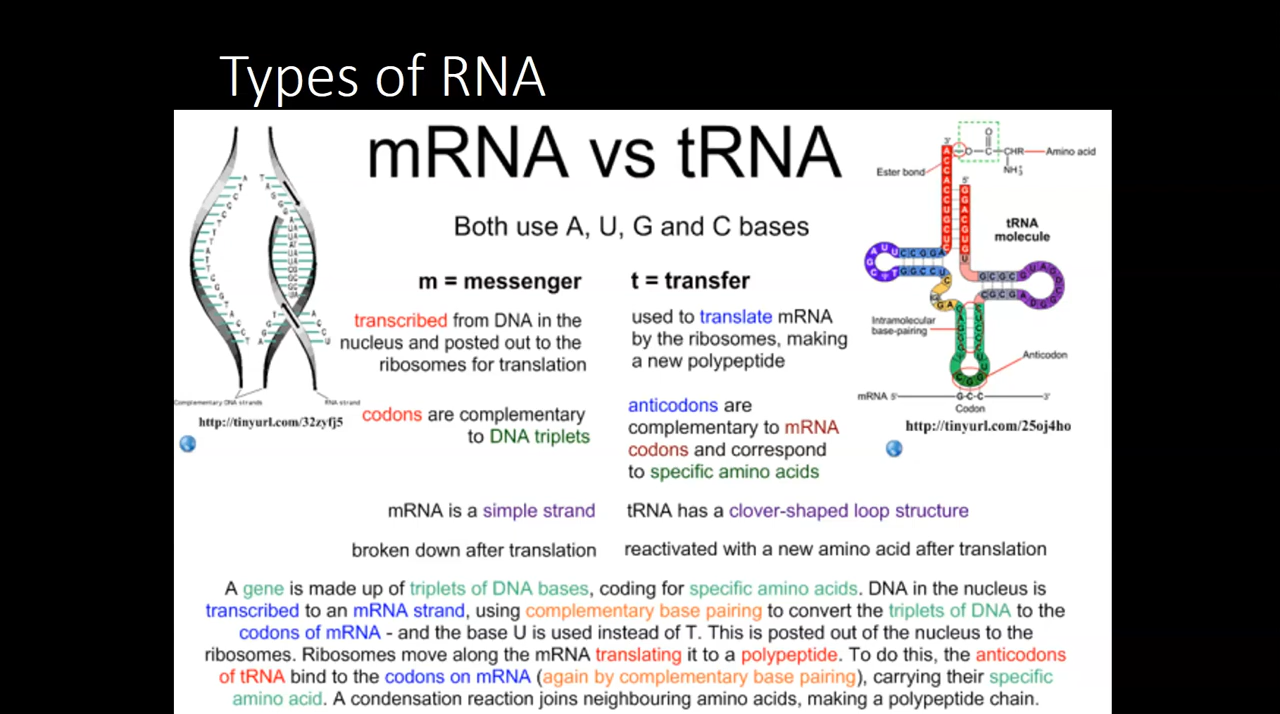 Types of RNA
mRNA vs tRNA
Both use A, U, G and C bases
m = messenger
transcribed from DNA in the
nucleus and posted out to the
ribosomes for translation
codons are complementary
to DNA triplets
mRNA is a simple strand
broken down after translation
t = transfer
used to translate mRNA
by the ribosomes, making
a new polypeptide
anticodons are
complementary to mRNA
codons and correspond
to specific amino acids
tRNA has a clover-shaped loop structure
reactivated with a new amino acid after translation
Complementary DNA strands
RNA strand
http://tinyurl.com/32zyfj5
3'
O
O—C—CHR
Amino acid
Ester bond
5'
tRNA
molecule
Intramolecular
base-pairing
Anticodon
mRNA 5' G-C-C 3'
Codon
http://tinyurl.com/25oj4ho
A gene is made up of triplets of DNA bases, coding for specific amino acids. DNA in the nucleus is
transcribed to an mRNA strand, using complementary base pairing to convert the triplets of DNA to the
codons of mRNA - and the base U is used instead of T. This is posted out of the nucleus to the
ribosomes. Ribosomes move along the mRNA translating it to a polypeptide. To do this, the anticodons
of tRNA bind to the codons on mRNA (again by complementary base pairing), carrying their specific
amino acid. A condensation reaction joins neighbouring amino acids, making a polypeptide chain.